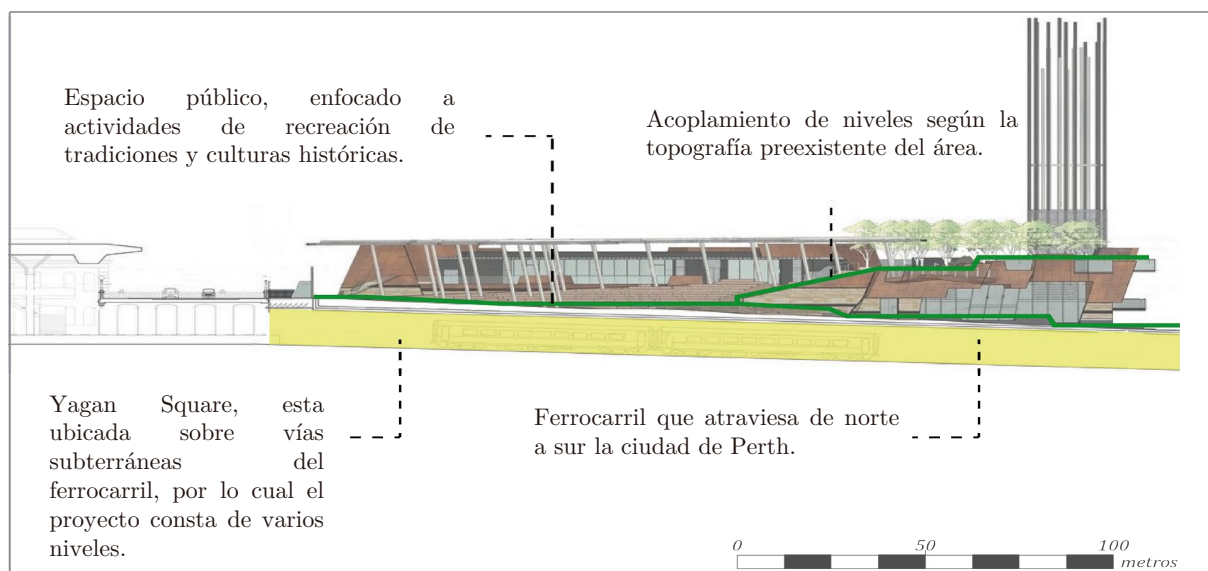 Espacio público, enfocado a
actividades de recreación de
tradiciones y culturas históricas.
Acoplamiento de niveles según la
topografía preexistente del área.
Yagan Square, esta
ubicada sobre vías
subterráneas del
ferrocarril, por lo cual el
proyecto consta de varios
niveles.
Ferrocarril que atraviesa de norte
a sur la ciudad de Perth.
0 50 100
metros